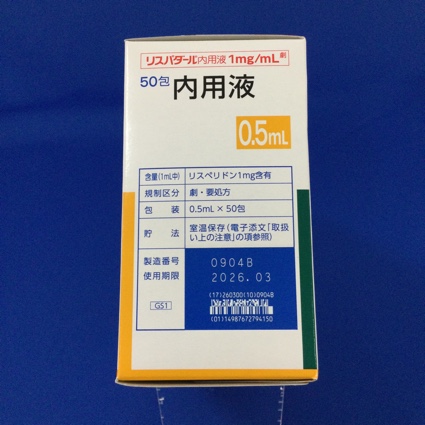 リスパダール内用液1mg/mL劇
50包 内用液
0.5mL
含量(1mL中) リスペリドン1mg含有
規制区分 劇・要処方
包 装 0.5mL×50包
貯 法 室温保存(電子添文「取扱
い上の注意」の項参照)
製造番号 0904B
使用期限 2026.03
(17)260300(10)0904B
GS1
(01)14987672794150